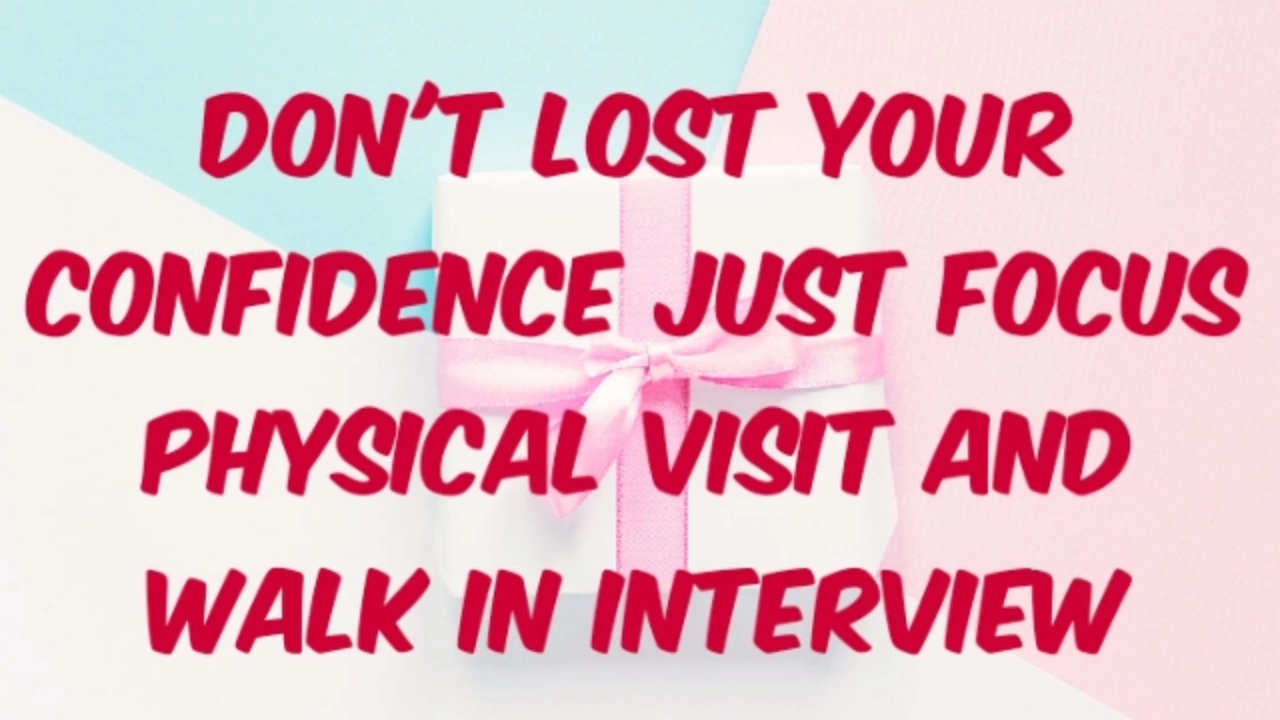 DON'T LOST YOUR
CONFIDENCE JUST FOCUS
PHYSICAL VISIT AND
WALK IN INTERVIEW